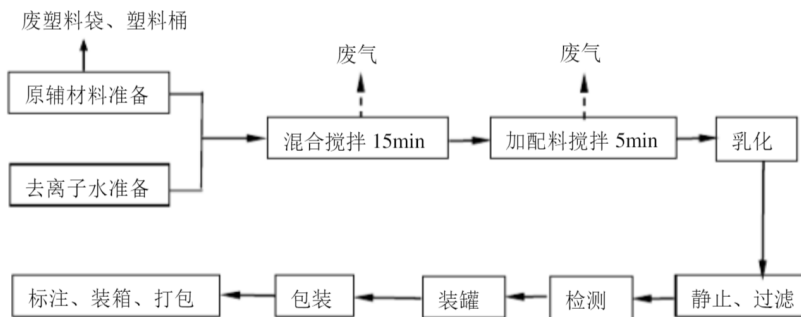 废塑料袋、塑料桶
废气
废气
原辅材料准备
混合搅拌 15min
加配料搅拌 5min
乳化
去离子水准备
标注、装箱、打包
包装
装罐
检测
静止、过滤